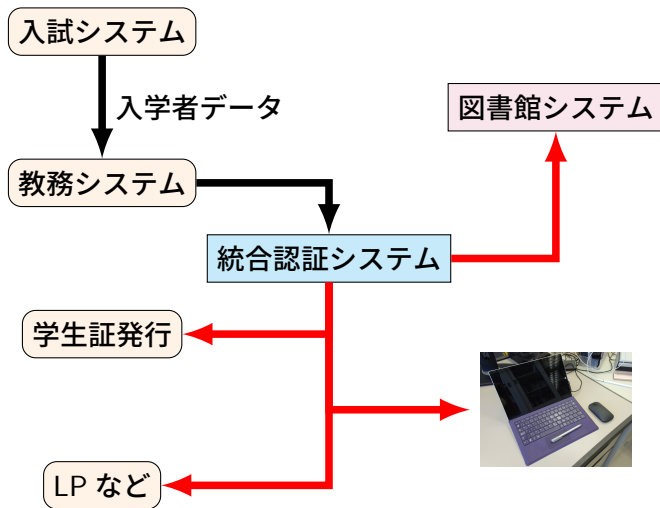 入試システム
入学者データ
図書館システム
教務システム
統合認証システム
学生証発行
LP など